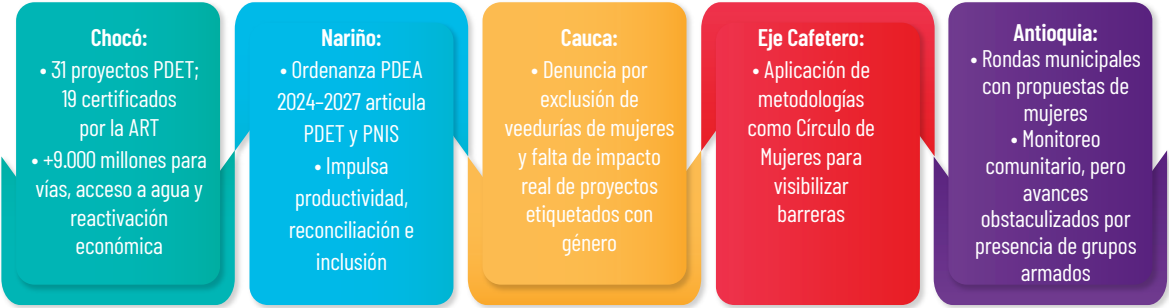 Chocó:
• 31 proyectos PDET;
19 certificados
por la ART
• +9.000 millones para
vías, acceso a agua y
reactivación
económica
Nariño:
• Ordenanza PDEA
2024–2027 articula
PDET y PNIS
• Impulsa
productividad,
reconciliación e
inclusión
Cauca:
• Denuncia por
exclusión de
veedurías de mujeres
y falta de impacto
real de proyectos
etiquetados con
género
Eje Cafetero:
• Aplicación de
metodologías
como Círculo de
Mujeres para
visibilizar
barreras
Antioquia:
• Rondas municipales
con propuestas de
mujeres
• Monitoreo
comunitario, pero
avances
obstaculizados por
presencia de grupos
armados